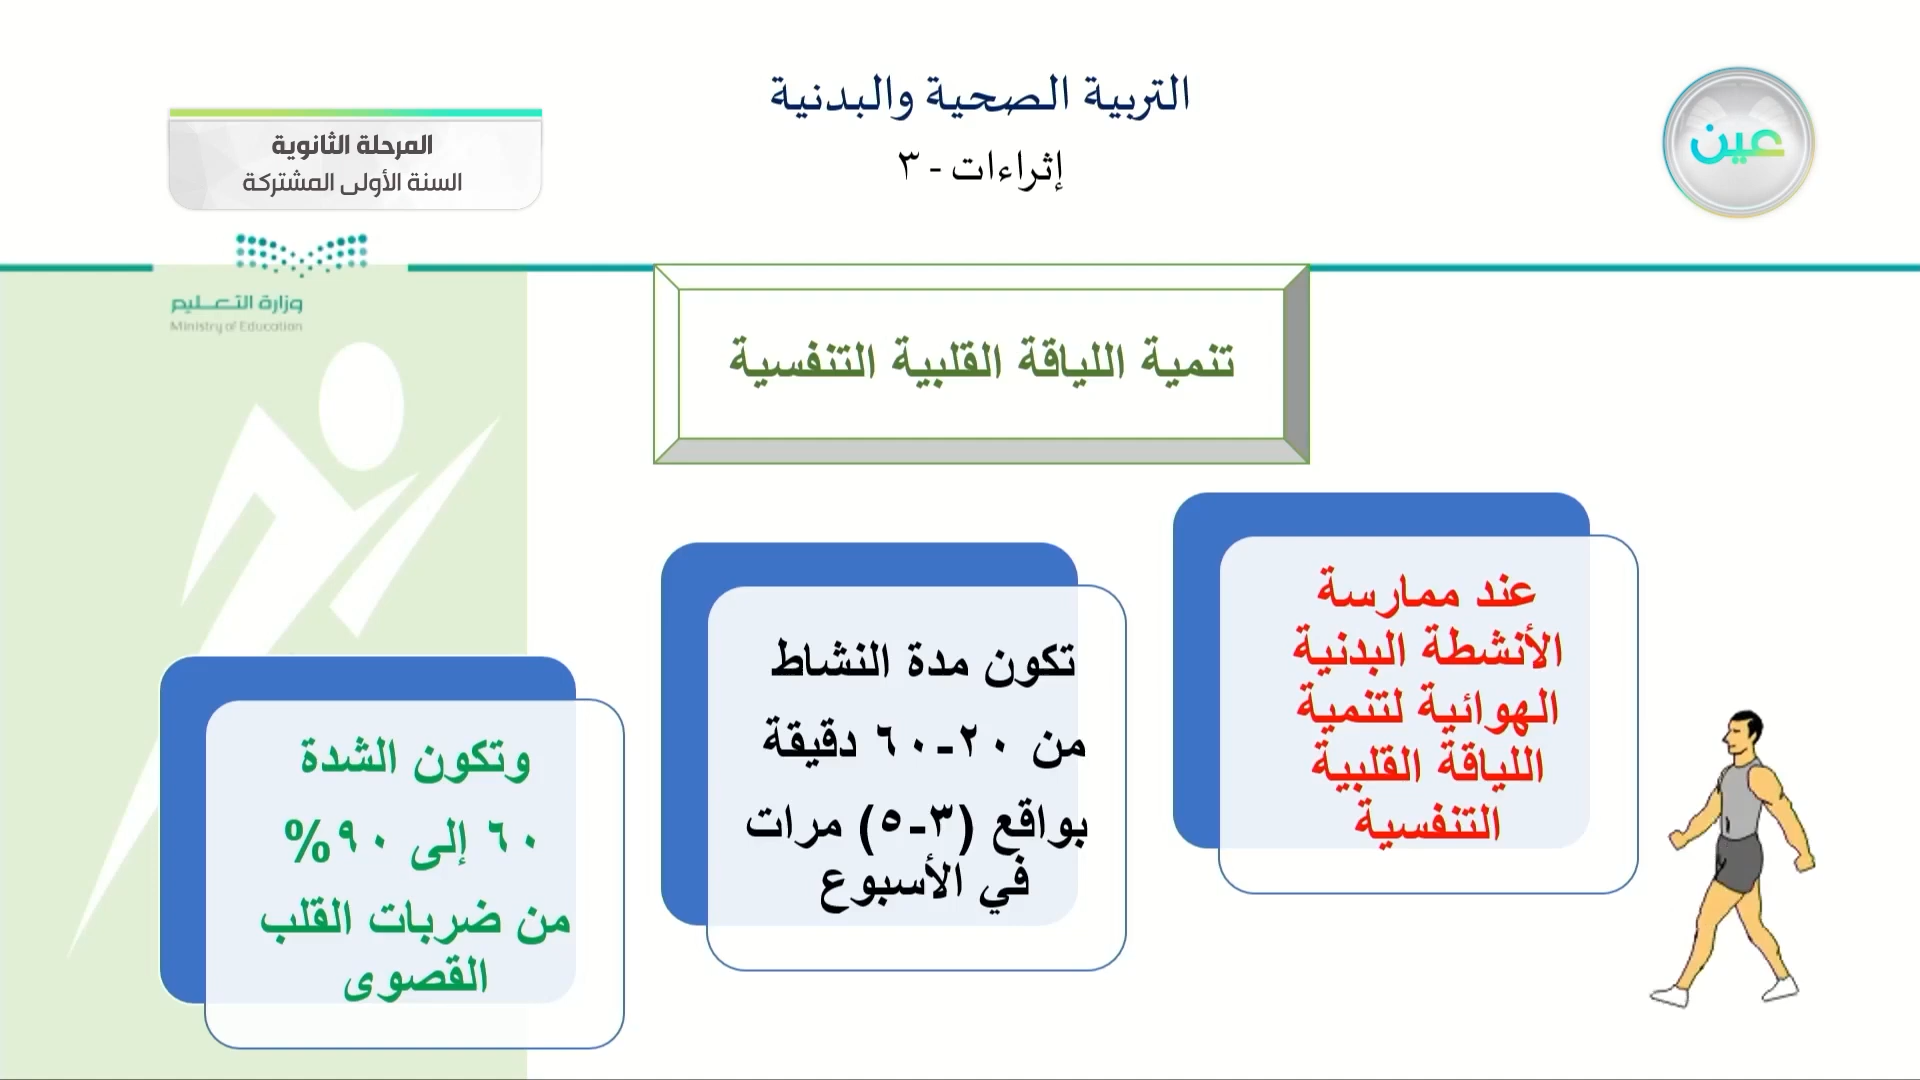 التربية الصحية والبدنية
إثراءات - ٣
عين
المرحلة الثانوية
السنة الأولى المشتركة
وزارة التعليم
Ministry of Education
تنمية اللياقة القلبية التنفسية
عند ممارسة
الأنشطة البدنية
الهوائية لتنمية
اللياقة القلبية
التنفسية
تكون مدة النشاط
من ٢٠-٦٠ دقيقة
بواقع (٣-٥) مرات
في الأسبوع
وتكون الشدة
٦٠ إلى ٩٠%
من ضربات القلب
القصوى